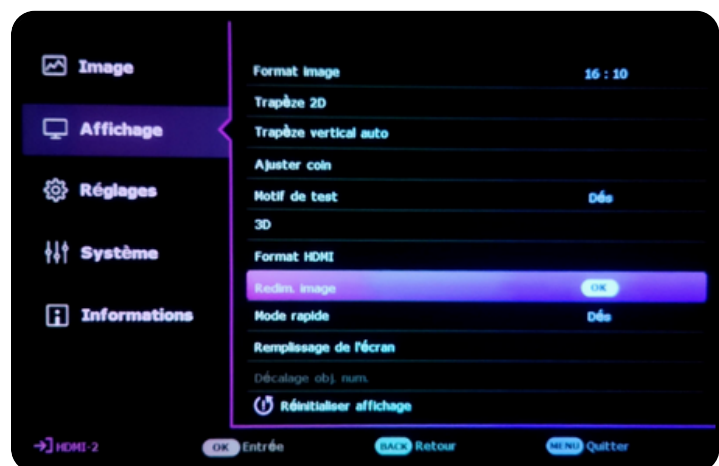 Image
Affichage
Réglages
Système
Informations
Format image 16 : 10
Trapèze 2D
Trapèze vertical auto
Ajuster coin
Motif de test Dés
3D
Format HDMI
Redim. image OK
Mode rapide Dés
Remplissage de l'écran
Décalage obj. num.
Réinitialiser affichage
HDMI-2 OK Entrée BACK Retour MENU Quitter